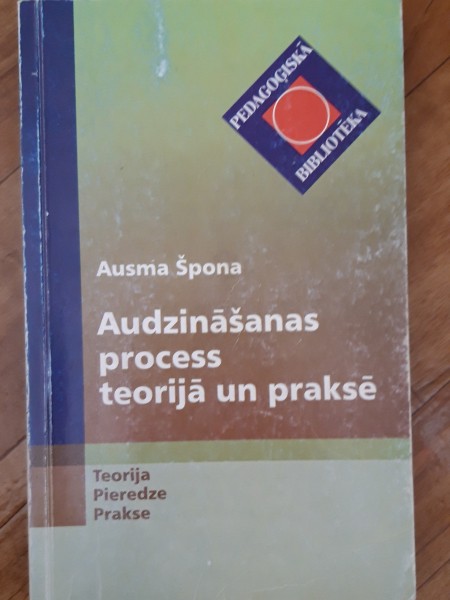 PEDAGOĢISKĀ
BIBLIOTĒKA
Ausma Špona
Audzināšanas
process
teorijā un praksē
Teorija
Pieredze
Prakse